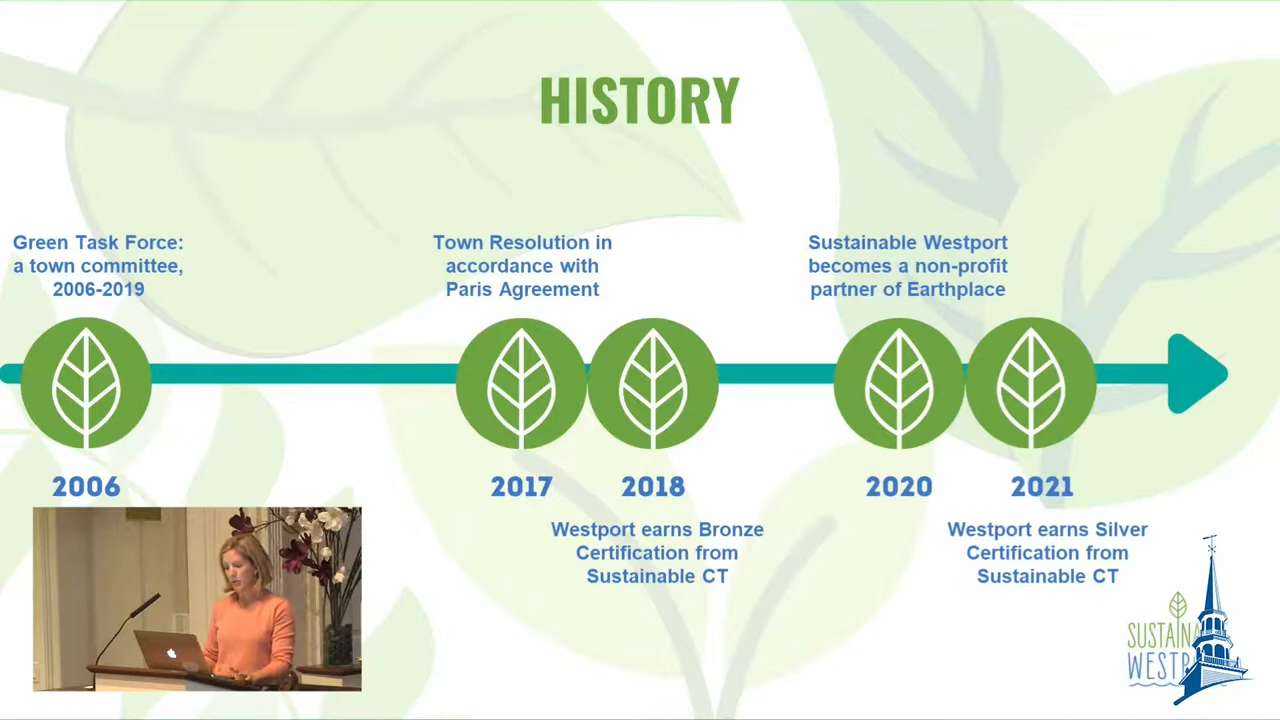 HISTORY
Green Task Force:
a town committee,
2006-2019
Town Resolution in
accordance with
Paris Agreement
Sustainable Westport
becomes a non-profit
partner of Earthplace
2006
2017
2018
2020
2021
Westport earns Bronze
Certification from
Sustainable CT
Westport earns Silver
Certification from
Sustainable CT